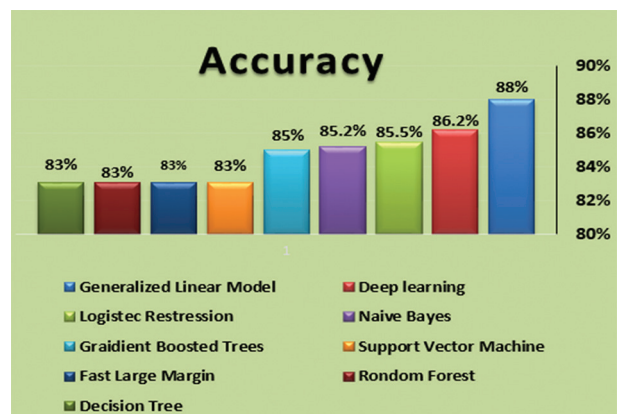 Accuracy
90%
88%
86%
84%
82%
80%
83%
83%
83%
83%
85%
85.2%
85.5%
86.2%
88%
1
Generalized Linear Model
Deep learning
Logistec Restression
Naive Bayes
Graidient Boosted Trees
Support Vector Machine
Fast Large Margin
Rondom Forest
Decision Tree